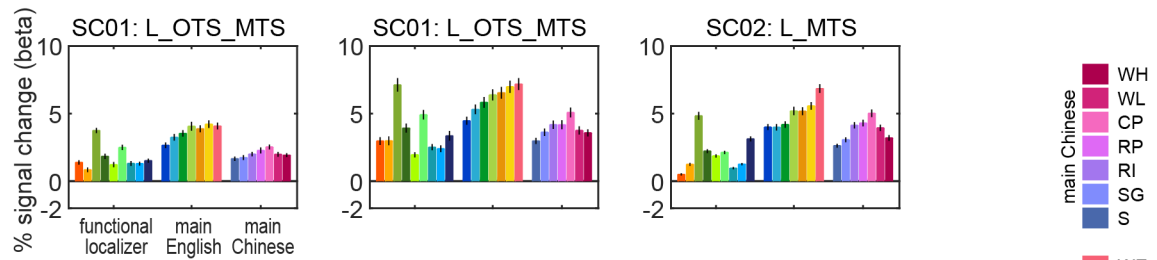 SC01: L_OTS_MTS
SC01: L_OTS_MTS
SC02: L_MTS
% signal change (beta)
10
5
0
-2
functional
localizer
main
English
main
Chinese
10
5
0
-2
10
5
0
-2
main Chinese
WH
WL
CP
RP
RI
SG
S